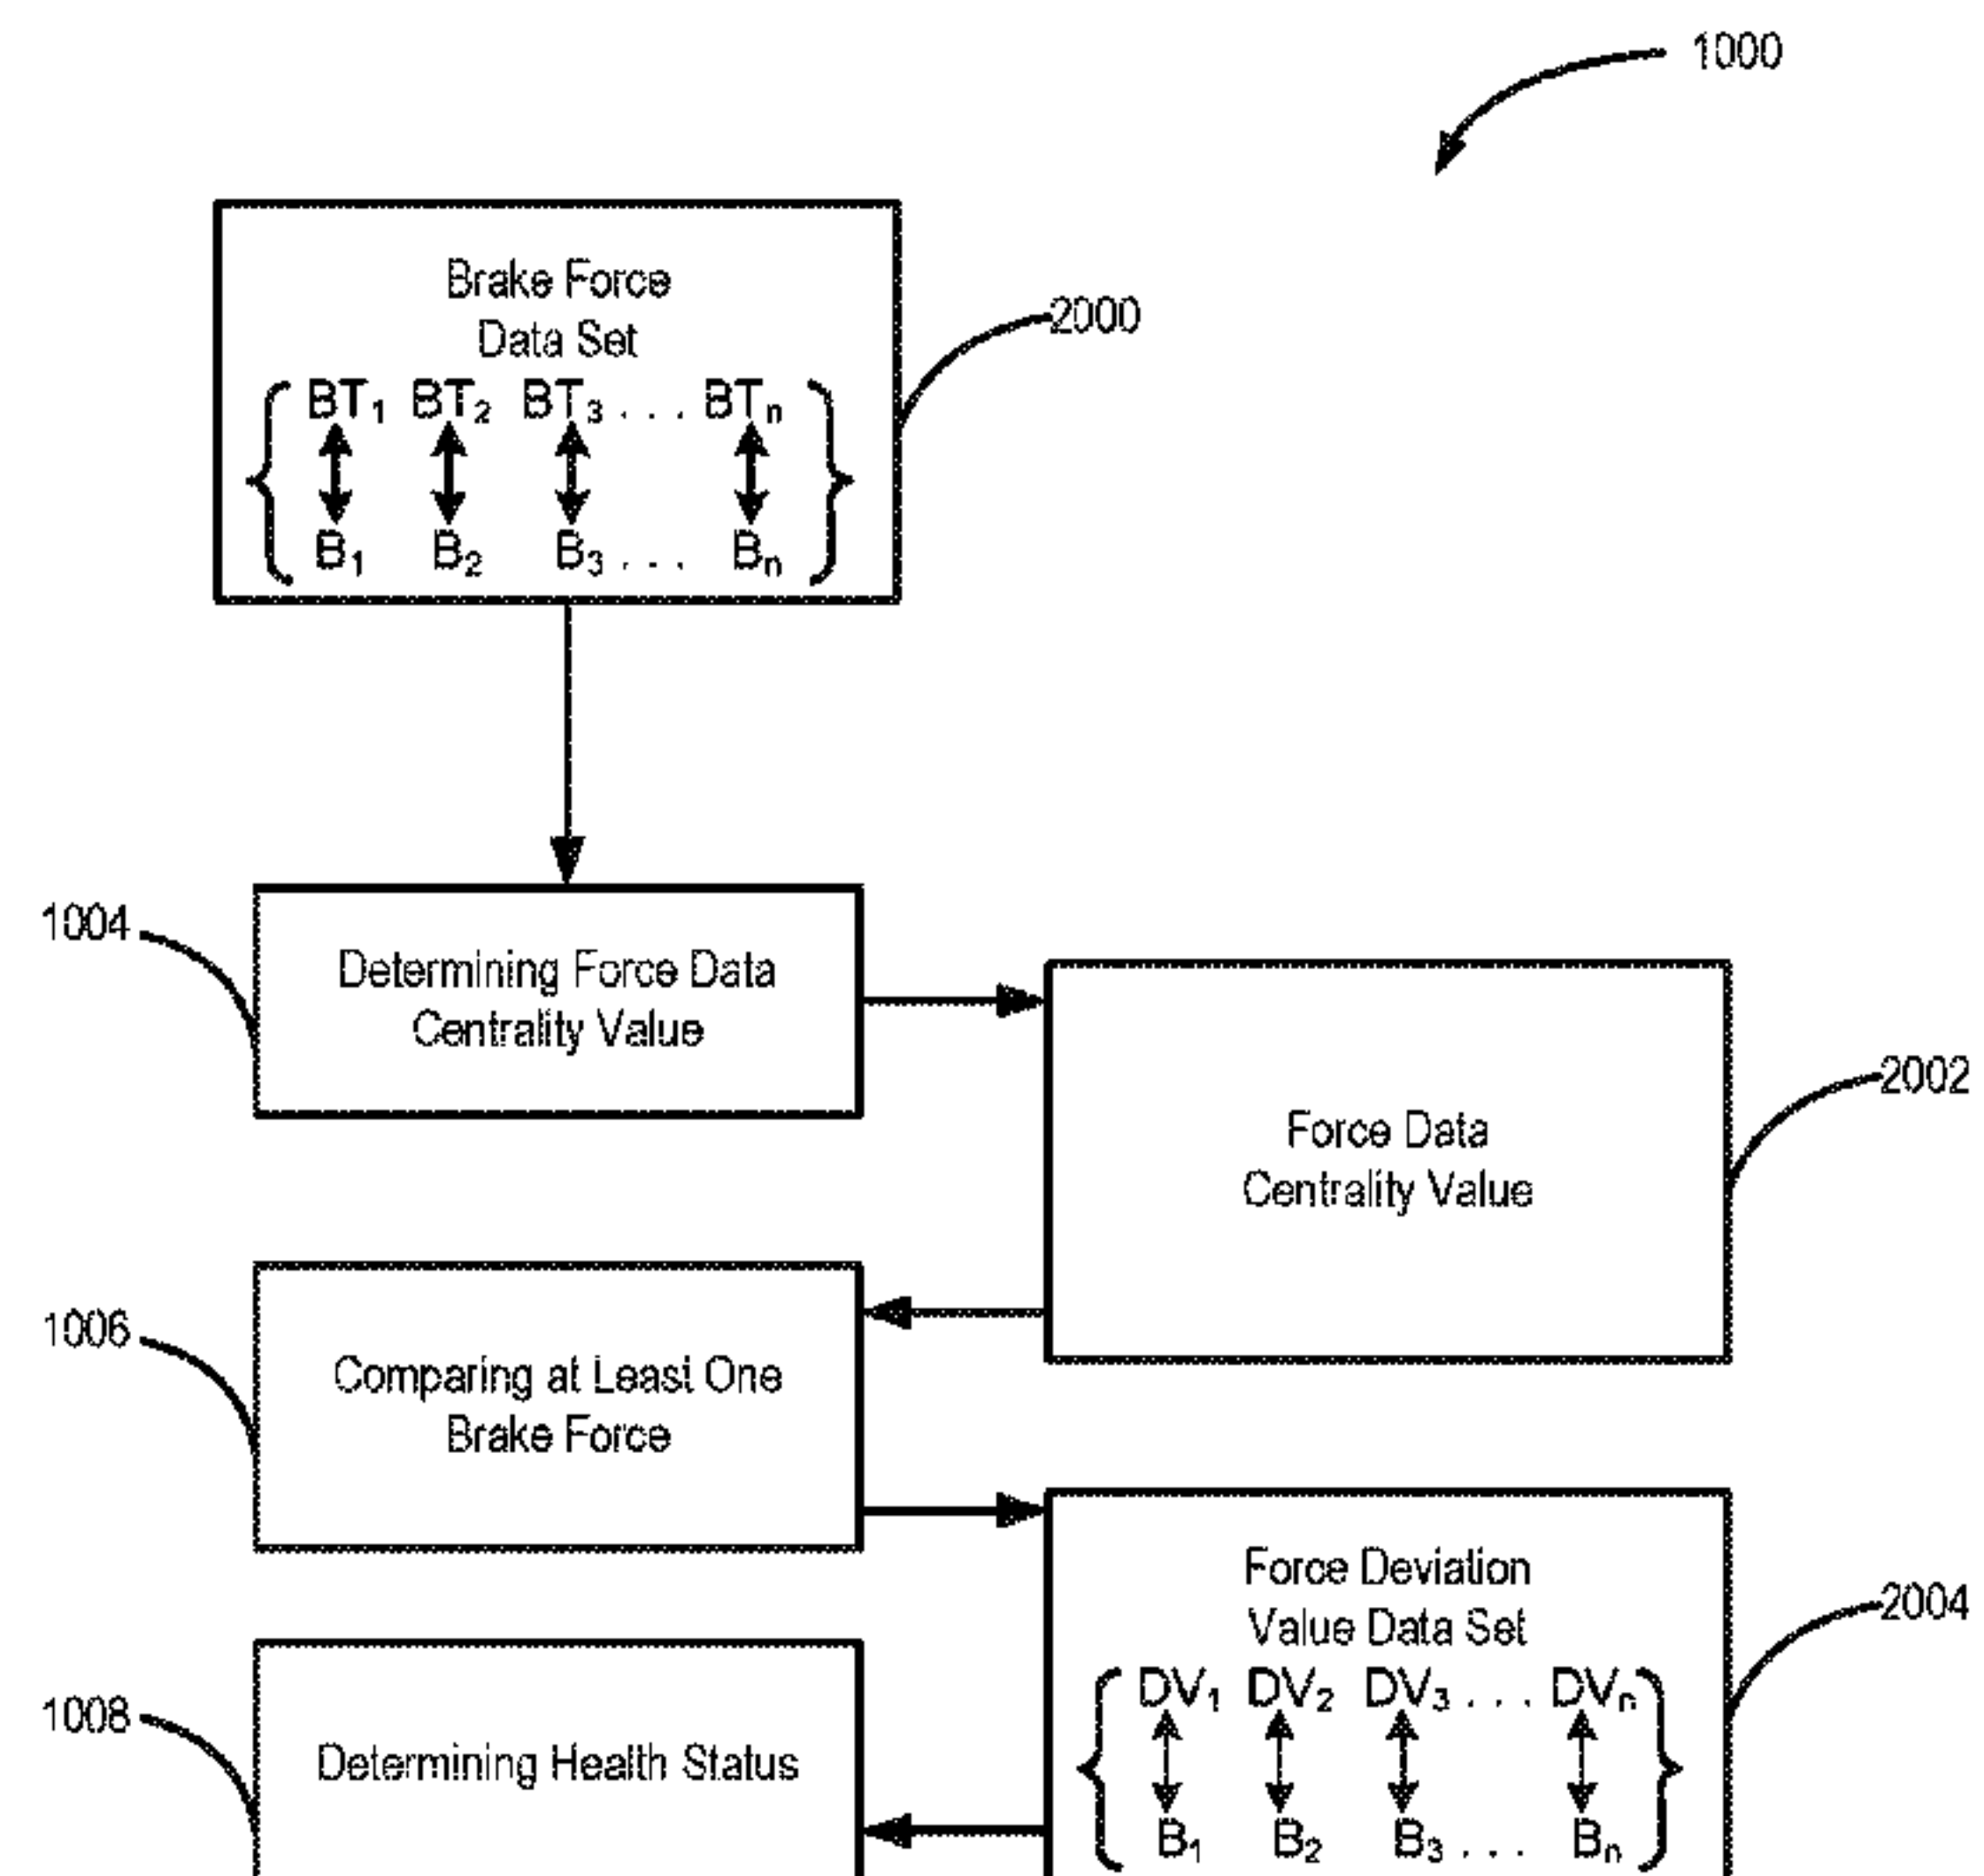 1000
Brake Force
Data Set
BT₁ BT₂ BT₃ . . . BTₙ
B₁ B₂ B₃ . . . Bₙ
2000
1004
Determining Force Data
Centrality Value
Force Data
Centrality Value
2002
1006
Comparing at Least One
Brake Force
Force Deviation
Value Data Set
DV₁ DV₂ DV₃ . . . DVₙ
B₁ B₂ B₃ . . . Bₙ
2004
1008
Determining Health Status